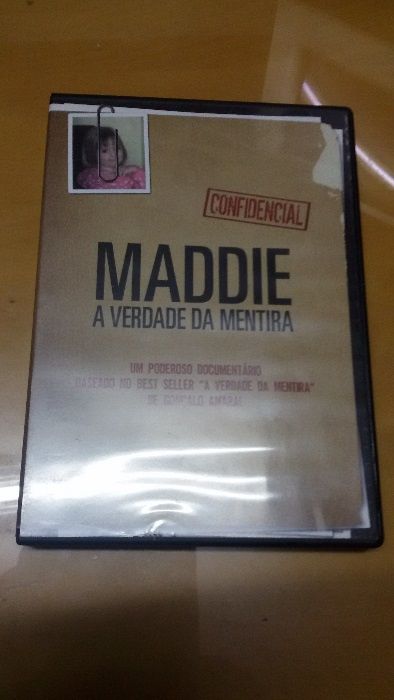 CONFIDENCIAL
MADDIE
A VERDADE DA MENTIRA
UM PODEROSO DOCUMENTÁRIO
BASEADO NO BEST SELLER "A VERDADE DA MENTIRA"
DE GONÇALO AMARAL